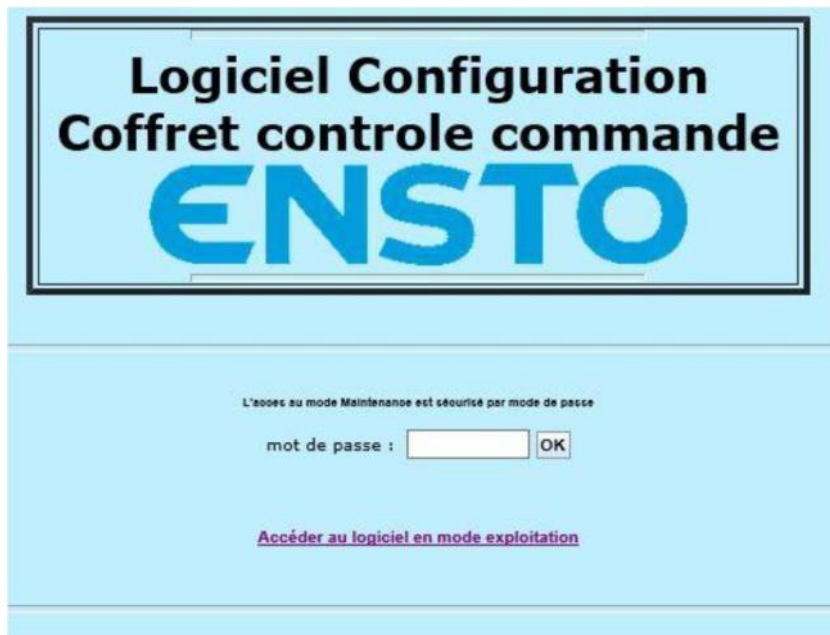 Logiciel Configuration
Coffret controle commande
ENSTO
L'acces au mode Maintenance est sécurisé par mode de passe
mot de passe :  OK
Accéder au logiciel en mode exploitation